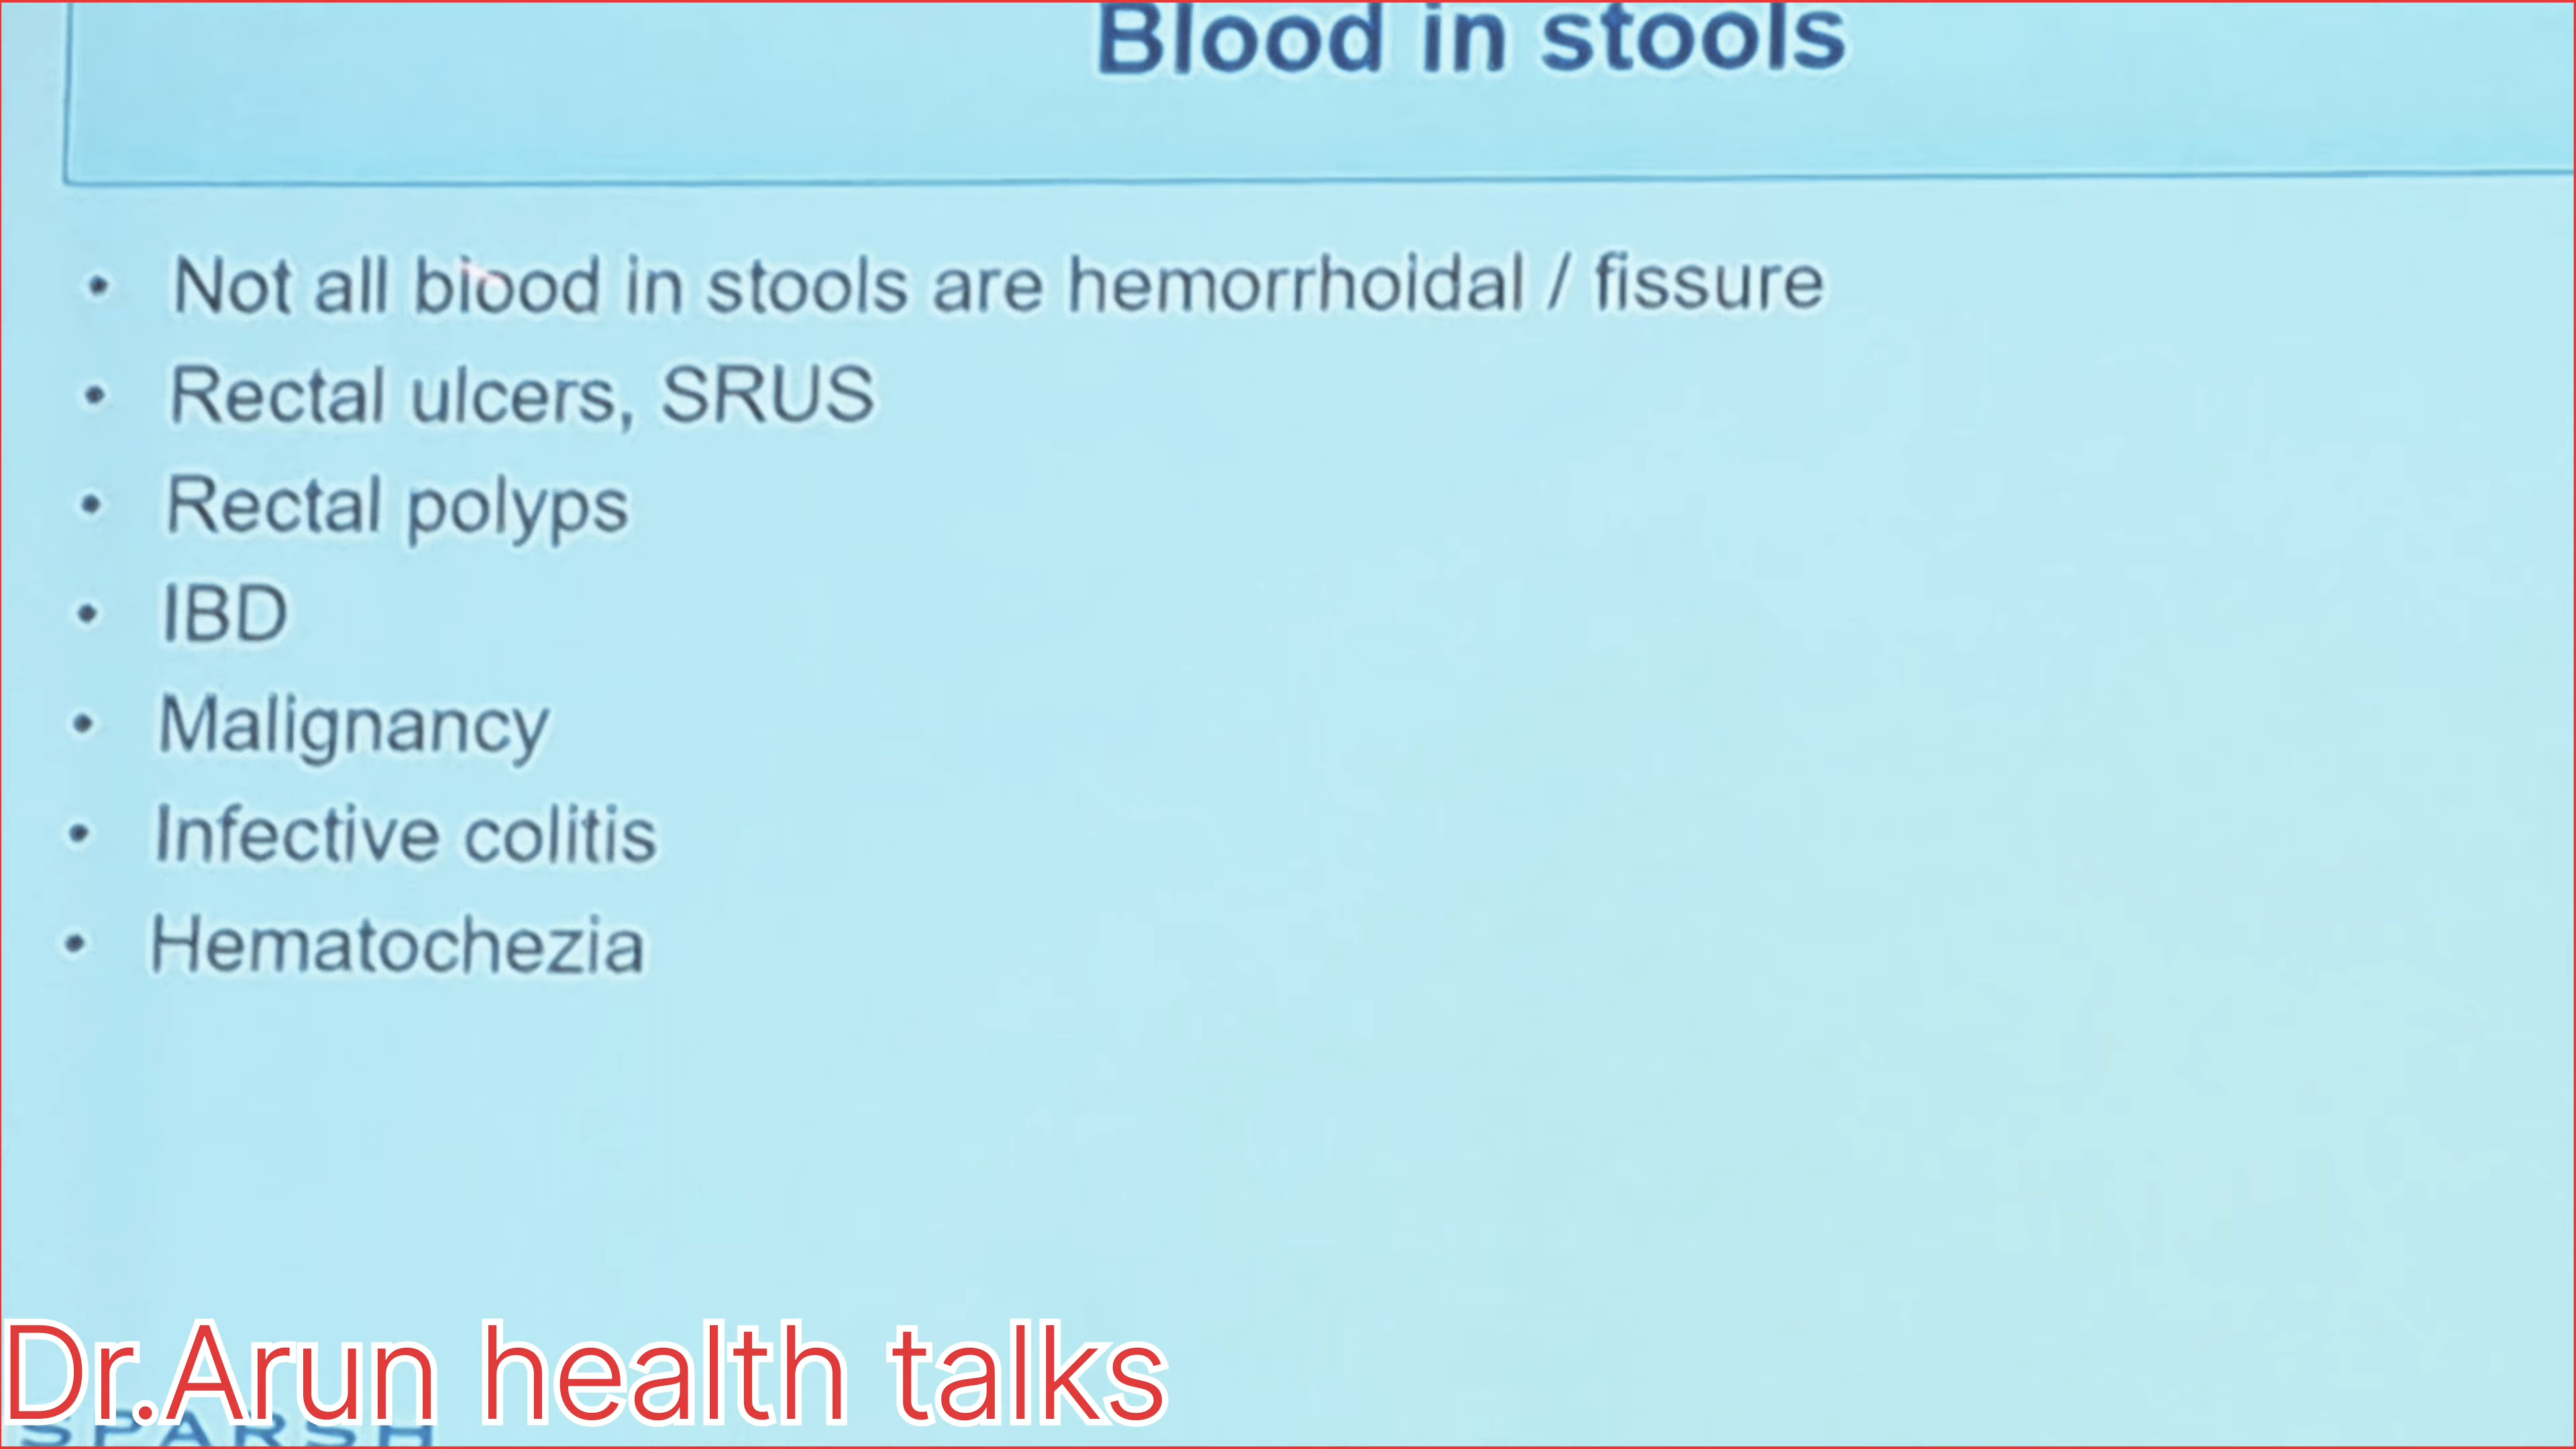 Blood in stools
• Not all blood in stools are hemorrhoidal / fissure
• Rectal ulcers, SRUS
• Rectal polyps
• IBD
• Malignancy
• Infective colitis
• Hematochezia
Dr.Arun health talks
SPARSH